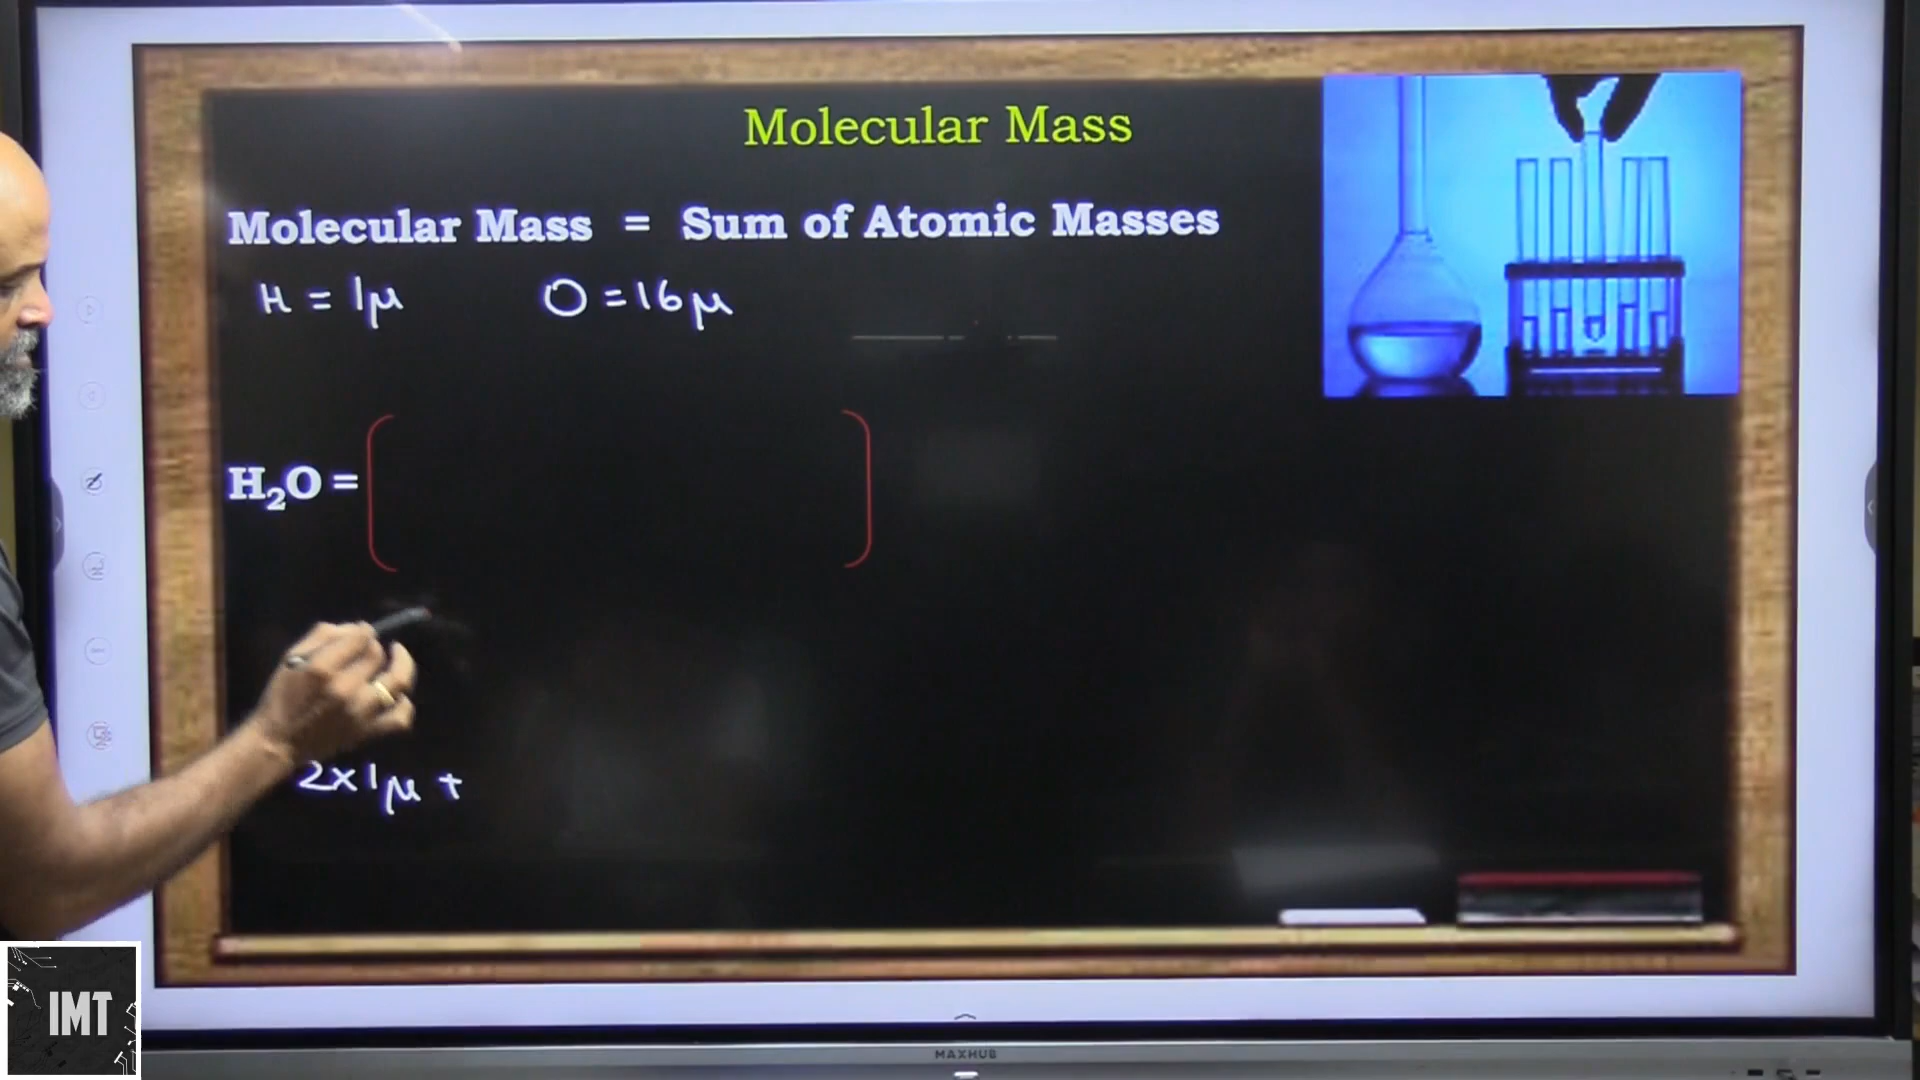 Molecular Mass
Molecular Mass = Sum of Atomic Masses
H = 1μ O = 16μ
H₂O =
2x1μ +
IMT
MAXHUB